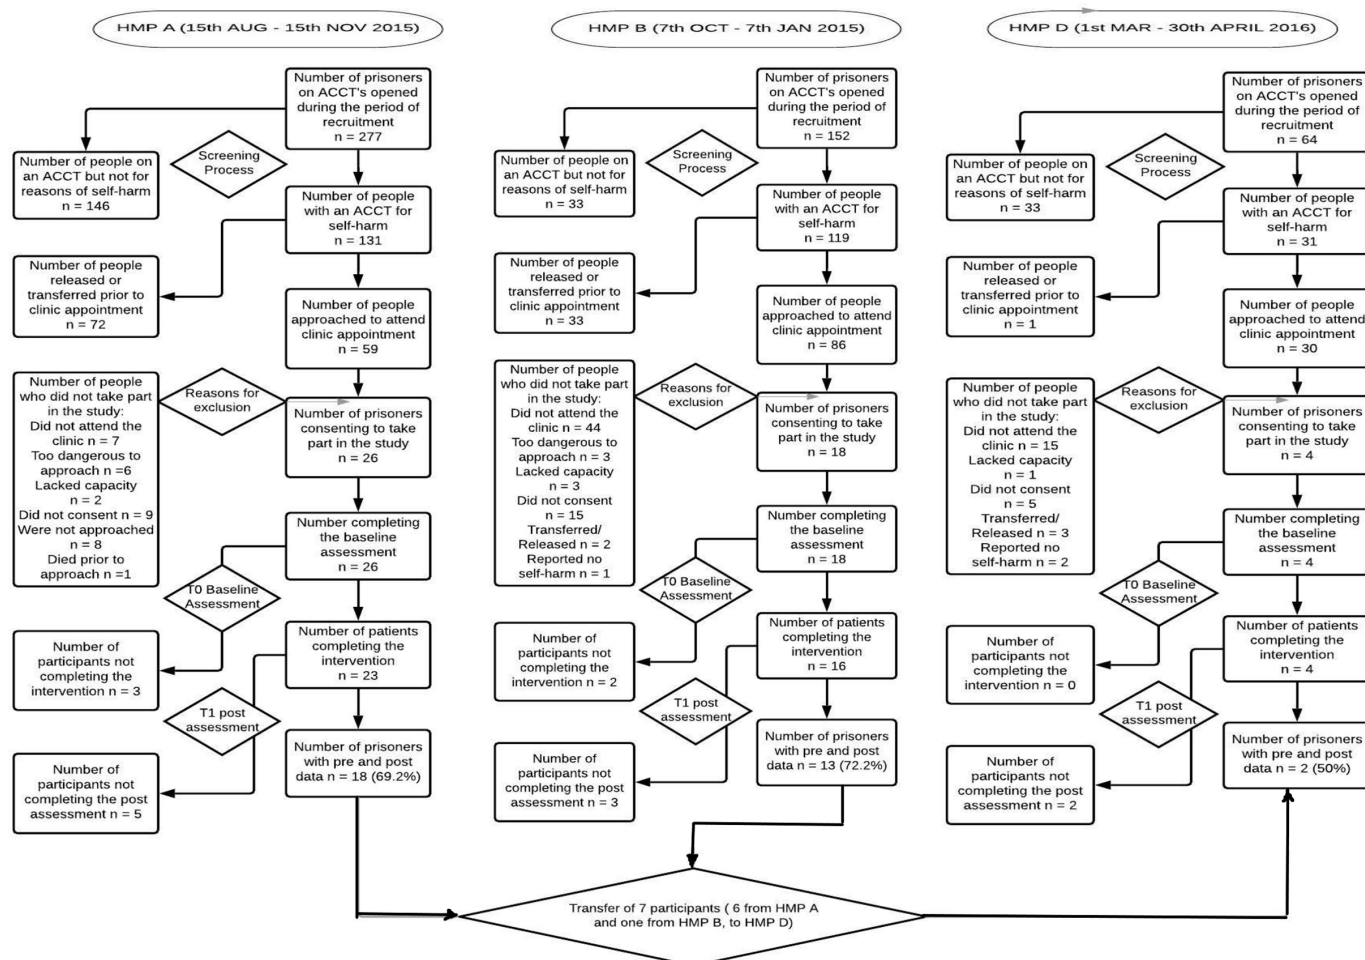 HMP A (15th AUG - 15th NOV 2015)
Number of prisoners
on ACCT's opened
during the period of
recruitment
n = 277
Screening
Process
Number of people on
an ACCT but not for
reasons of self-harm
n = 146
Number of people
with an ACCT for
self-harm
n = 131
Number of people
released or
transferred prior to
clinic appointment
n = 72
Number of people
approached to attend
clinic appointment
n = 59
Number of people
who did not take part
in the study:
Did not attend the
clinic n = 7
Too dangerous to
approach n =6
Lacked capacity
n = 2
Did not consent n = 9
Were not approached
n = 8
Died prior to
approach n =1
Reasons for
exclusion
Number of prisoners
consenting to take
part in the study
n = 26
Number completing
the baseline
assessment
n = 26
T0 Baseline
Assessment
Number of participants not
completing the
intervention n = 3
Number of patients
completing the
intervention
n = 23
T1 post
assessment
Number of prisoners
with pre and post
data n = 18 (69.2%)
Number of
participants not
completing the post
assessment n = 5
HMP B (7th OCT - 7th JAN 2015)
Number of prisoners
on ACCT's opened
during the period of
recruitment
n = 152
Screening
Process
Number of people on
an ACCT but not for
reasons of self-harm
n = 33
Number of people
with an ACCT for
self-harm
n = 119
Number of people
released or
transferred prior to
clinic appointment
n = 33
Number of people
approached to attend
clinic appointment
n = 86
Number of people
who did not take part
in the study:
Did not attend the
clinic n = 44
Too dangerous to
approach n = 3
Lacked capacity
n = 3
Did not consent
n = 15
Transferred/
Released n = 2
Reported no
self-harm n = 1
Reasons for
exclusion
Number of prisoners
consenting to take
part in the study
n = 18
Number completing
the baseline
assessment
n = 18
T0 Baseline
Assessment
Number of
participants not
completing the
intervention n = 2
Number of patients
completing the
intervention
n = 16
T1 post
assessment
Number of prisoners
with pre and post
data n = 13 (72.2%)
Number of
participants not
completing the post
assessment n = 3
HMP D (1st MAR - 30th APRIL 2016)
Number of prisoners
on ACCT's opened
during the period of
recruitment
n = 64
Screening
Process
Number of people on
an ACCT but not for
reasons of self-harm
n = 33
Number of people
with an ACCT for
self-harm
n = 31
Number of people
released or
transferred prior to
clinic appointment
n = 1
Number of people
approached to attend
clinic appointment
n = 30
Number of people
who did not take part
in the study:
Did not attend the
clinic n = 15
Lacked capacity
n = 1
Did not consent
n = 5
Transferred/
Released n = 3
Reported no
self-harm n = 2
Reasons for
exclusion
Number of prisoners
consenting to take
part in the study
n = 4
Number completing
the baseline
assessment
n = 4
T0 Baseline
Assessment
Number of
participants not
completing the
intervention n = 0
Number of patients
completing the
intervention
n = 4
T1 post
assessment
Number of prisoners
with pre and post
data n = 2 (50%)
Number of
participants not
completing the post
assessment n = 2
Transfer of 7 participants ( 6 from HMP A
and one from HMP B, to HMP D)